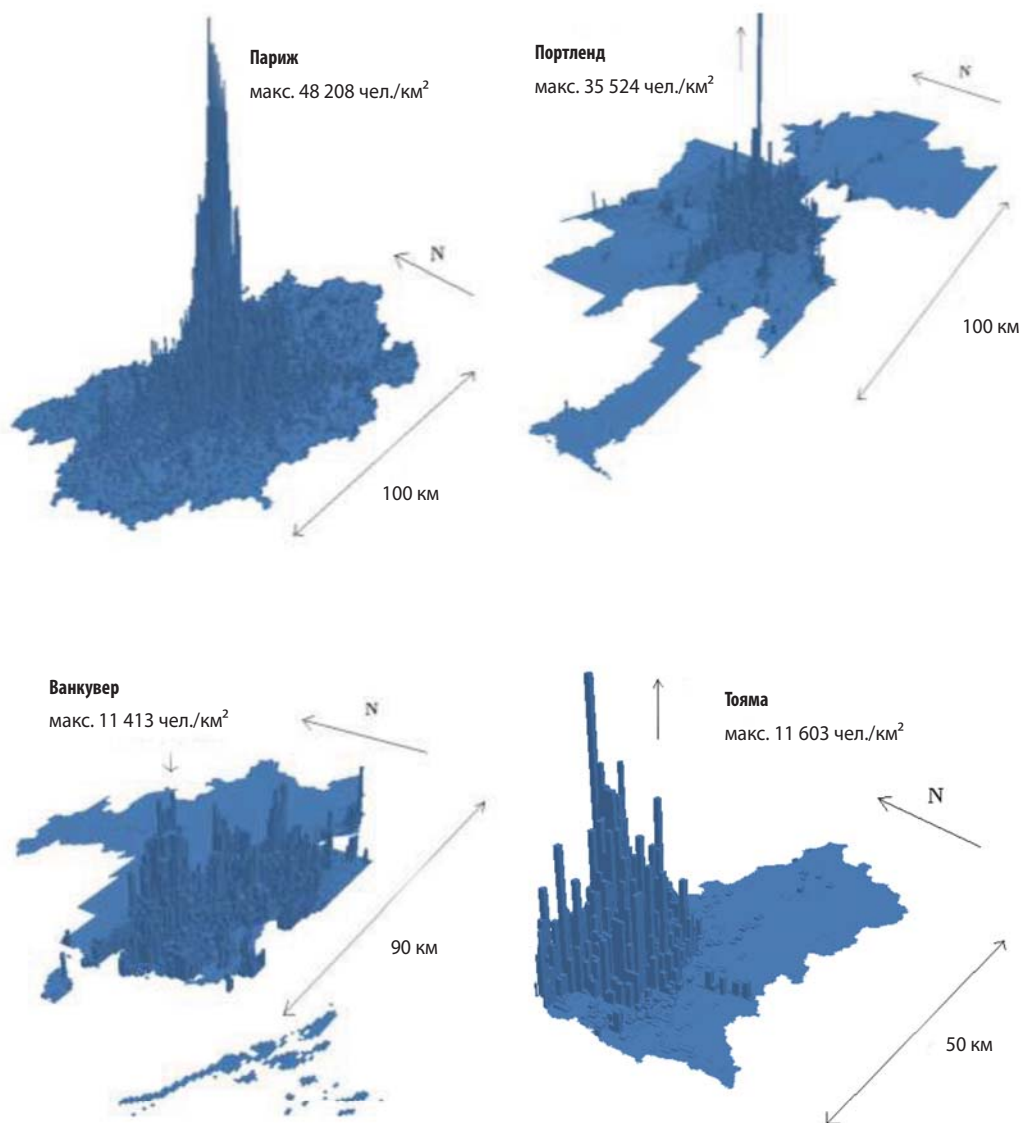 Париж
макс. 48 208 чел./км²
N
100 км
Портленд
макс. 35 524 чел./км²
N
100 км
Ванкувер
макс. 11 413 чел./км²
N
90 км
Тояма
макс. 11 603 чел./км²
N
50 км